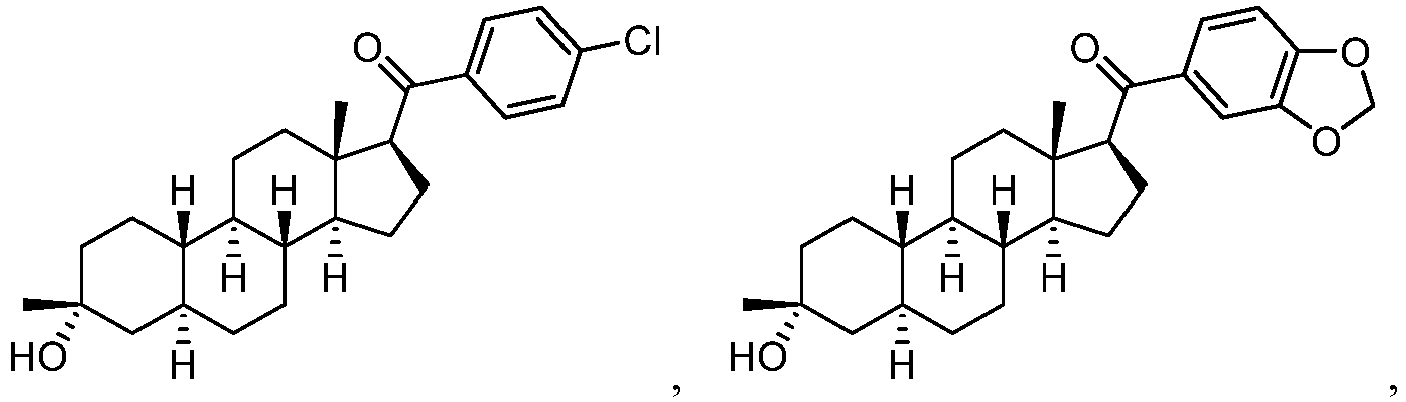 O Cl O O
O
H H H H
H H H H
HO H HO H
, ,